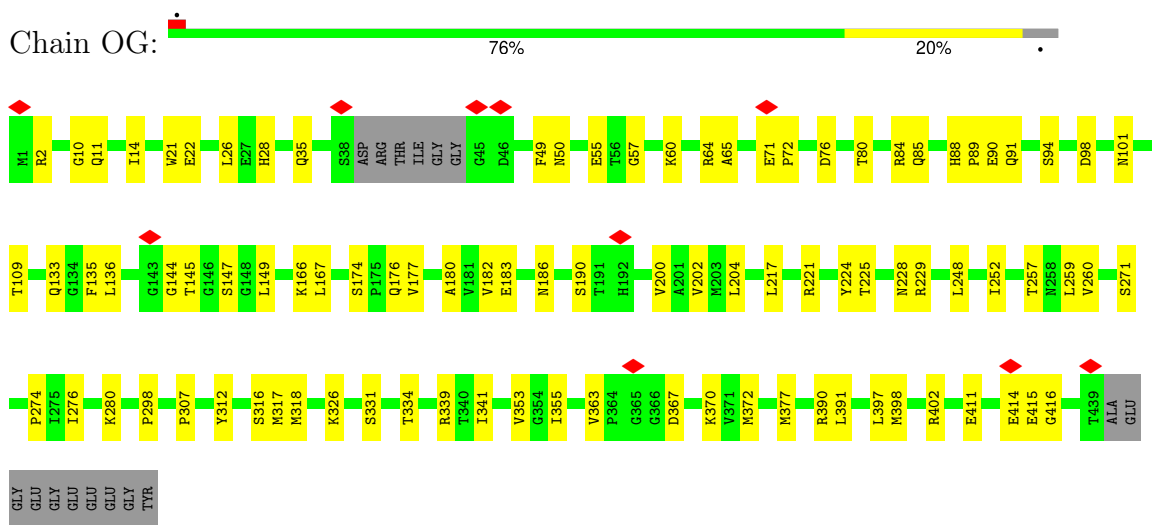 Chain OG:
76% 20%
M1 R2 G10 Q11 I14 W21 E22 L26 E27 H28 Q35 S38 ASP ARG THR ILE GLY GLY G45 D46 F49 N50 E55 T56 G57 K60 R64 A65 E71 P72 D76 T80 R84 Q85 H88 P89 E90 Q91 S94 D98 N101
T109 Q133 G134 F135 L136 G143 G144 T145 G146 S147 G148 L149 K166 L167 S174 P175 Q176 V177 A180 V181 V182 E183 N186 S190 T191 H192 V200 A201 V202 M203 L204 L217 R221 Y224 T225 N228 R229 L248 I252 T257 N258 L259 V260 S271
P274 I275 I276 K280 P298 P307 Y312 S316 M317 M318 K326 S331 T334 R339 T340 I341 V353 G354 I355 V363 P364 G365 G366 D367 K370 V371 M372 M377 R390 L391 L397 M398 R402 E411 E414 E415 G416 T439 ALA GLU
GLY GLU GLY GLU GLU GLU GLY TYR